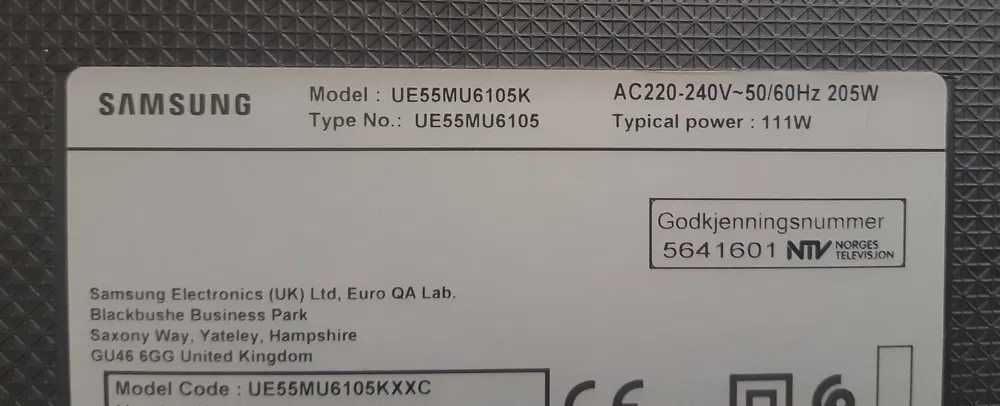 SAMSUNG
Model : UE55MU6105K
Type No.: UE55MU6105
AC220-240V~50/60Hz 205W
Typical power : 111W
Godkjenningsnummer
5641601 NTV NORGES TELEVISJON
Samsung Electronics (UK) Ltd, Euro QA Lab.
Blackbushe Business Park
Saxony Way, Yateley, Hampshire
GU46 6GG United Kingdom
Model Code : UE55MU6105KXXC
CE